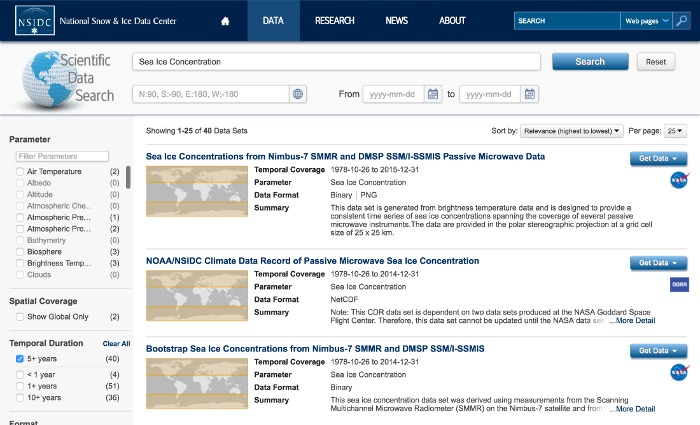 NSIDC National Snow & Ice Data Center DATA RESEARCH NEWS ABOUT SEARCH Web pages
Scientific
Data
Search
Sea Ice Concentration Search Reset
N:90, S:-90, E:180, W:-180 From yyyy-mm-dd to yyyy-mm-dd
Parameter
Filter Parameters
Air Temperature (2)
Albedo (0)
Altitude (0)
Atmospheric Che... (0)
Atmospheric Pre... (1)
Atmospheric Pro... (2)
Bathymetry (0)
Biosphere (3)
Brightness Temp... (3)
Clouds (0)
Spatial Coverage
Show Global Only (2)
Temporal Duration Clear All
5+ years (40)
< 1 year (4)
1+ years (51)
10+ years (36)
Format
Showing 1-25 of 40 Data Sets Sort by: Relevance (highest to lowest) Per page: 25
Sea Ice Concentrations from Nimbus-7 SMMR and DMSP SSM/I-SSMIS Passive Microwave Data Get Data
Temporal Coverage 1978-10-26 to 2015-12-31
Parameter Sea Ice Concentration
Data Format Binary | PNG
Summary This data set is generated from brightness temperature data and is designed to provide a
consistent time series of sea ice concentrations spanning the coverage of several passive
microwave instruments.The data are provided in the polar stereographic projection at a grid cell
size of 25 x 25 km.
NASA
NOAA/NSIDC Climate Data Record of Passive Microwave Sea Ice Concentration Get Data
Temporal Coverage 1978-10-26 to 2014-12-31
Parameter Sea Ice Concentration
Data Format NetCDF
Summary Note: This CDR data set is dependent on two data sets produced at the NASA Goddard Space
Flight Center. Therefore, this data set cannot be updated until the NASA data ...More Detail
NOAA
Bootstrap Sea Ice Concentrations from Nimbus-7 SMMR and DMSP SSM/I-SSMIS Get Data
Temporal Coverage 1978-10-26 to 2014-12-31
Parameter Sea Ice Concentration
Data Format Binary
Summary This sea ice concentration data set was derived using measurements from the Scanning
Multichannel Microwave Radiometer (SMMR) on the Nimbus-7 satellite and from ...More Detail
NASA